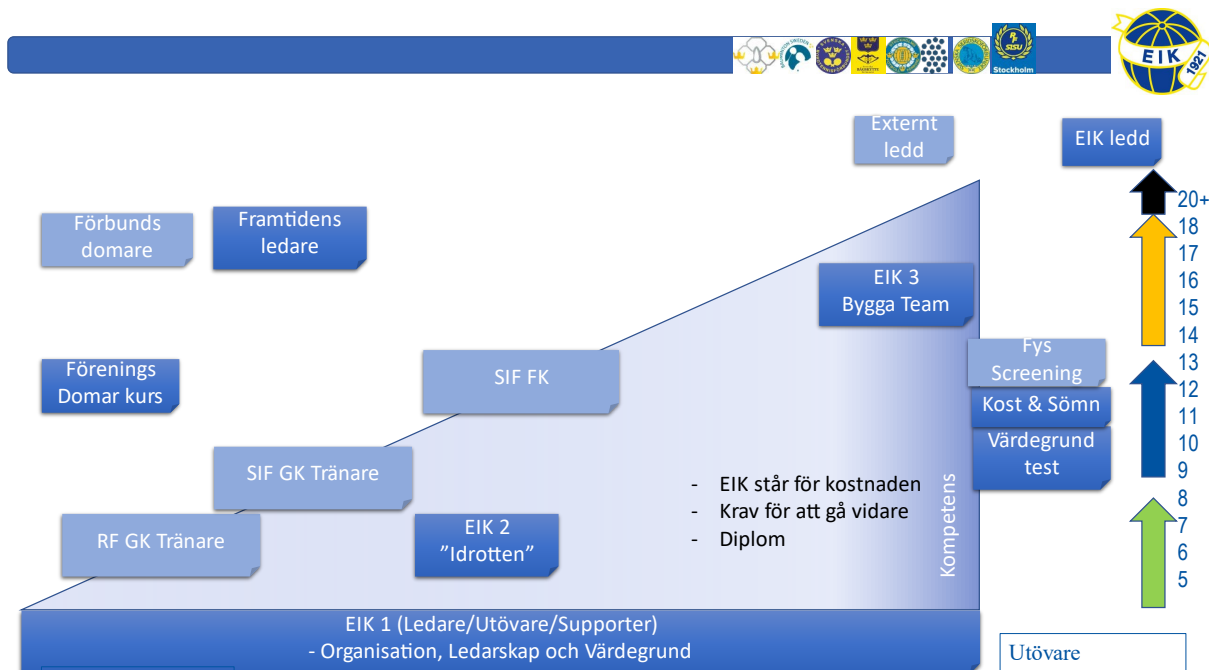 SISU
Stockholm
EIK
1921
Externt
ledd
EIK ledd
Förbunds
domare
Framtidens
ledare
20+
18
17
16
15
14
13
12
11
10
9
8
7
6
5
EIK 3
Bygga Team
Förenings
Domar kurs
SIF FK
Fys
Screening
Kost & Sömn
Värdegrund
test
SIF GK Tränare
RF GK Tränare
EIK 2
”Idrotten”
- EIK står för kostnaden
- Krav för att gå vidare
- Diplom
Kompetens
EIK 1 (Ledare/Utövare/Supporter)
- Organisation, Ledarskap och Värdegrund
Utövare